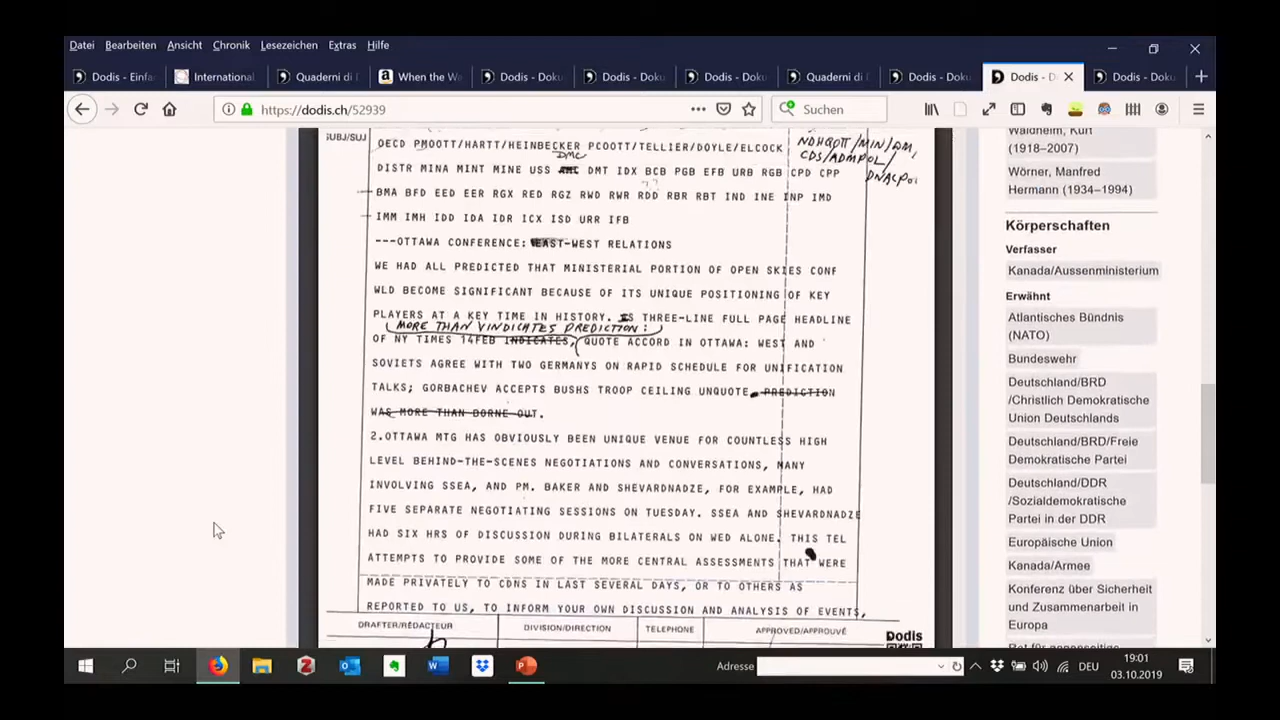 Datei Bearbeiten Ansicht Chronik Lesezeichen Extras Hilfe
Dodis - Einfa
International
Quaderni di
When the Wa
Dodis - Doku
Dodis - Doku
Dodis - Doku
Quaderni di
Dodis - Doku
Dodis - D
Dodis - Doku
https://dodis.ch/52939
Suchen
SUBJ/SUJ
OECD PMOOTT/HARTT/HEINBECKER PCOOTT/TELLIER/DOYLE/ELCOCK
NDHQOTT/MIN/DM,
CDS/ADMPOL/
DMC
DISTR MINA MINT MINE USS DMT IDX BCB PGB EFB URB RGB CPD CPP
BMA BFD EED EER RGX RED RGZ RWD RWR RDD RBR RBT IND INE INP IMD
IMM IMH IDD IDA IDR ICX ISD URR IFB
---OTTAWA CONFERENCE: EAST-WEST RELATIONS
WE HAD ALL PREDICTED THAT MINISTERIAL PORTION OF OPEN SKIES CONF
WLD BECOME SIGNIFICANT BECAUSE OF ITS UNIQUE POSITIONING OF KEY
PLAYERS AT A KEY TIME IN HISTORY. IS THREE-LINE FULL PAGE HEADLINE
MORE THAN VINDICATES PREDICTION:
OF NY TIMES 14FEB INDICATES, QUOTE ACCORD IN OTTAWA: WEST AND
SOVIETS AGREE WITH TWO GERMANYS ON RAPID SCHEDULE FOR UNIFICATION
TALKS; GORBACHEV ACCEPTS BUSHS TROOP CEILING UNQUOTE. PREDICTION
WAS MORE THAN BORNE OUT.
2.OTTAWA MTG HAS OBVIOUSLY BEEN UNIQUE VENUE FOR COUNTLESS HIGH
LEVEL BEHIND-THE-SCENES NEGOTIATIONS AND CONVERSATIONS, MANY
INVOLVING SSEA, AND PM. BAKER AND SHEVARDNADZE, FOR EXAMPLE, HAD
FIVE SEPARATE NEGOTIATING SESSIONS ON TUESDAY. SSEA AND SHEVARDNADZE
HAD SIX HRS OF DISCUSSION DURING BILATERALS ON WED ALONE. THIS TEL
ATTEMPTS TO PROVIDE SOME OF THE MORE CENTRAL ASSESSMENTS THAT WERE
MADE PRIVATELY TO CDNS IN LAST SEVERAL DAYS, OR TO OTHERS AS
REPORTED TO US, TO INFORM YOUR OWN DISCUSSION AND ANALYSIS OF EVENTS,
DRAFTER/RÉDACTEUR DIVISION/DIRECTION TELEPHONE APPROVED/APPROUVÉ
Dodis
Waldheim, Kurt
(1918–2007)
Wörner, Manfred
Hermann (1934–1994)
Körperschaften
Verfasser
Kanada/Aussenministerium
Erwähnt
Atlantisches Bündnis
(NATO)
Bundeswehr
Deutschland/BRD
/Christlich Demokratische
Union Deutschlands
Deutschland/BRD/Freie
Demokratische Partei
Deutschland/DDR
/Sozialdemokratische
Partei in der DDR
Europäische Union
Kanada/Armee
Konferenz über Sicherheit
und Zusammenarbeit in
Europa
Adresse
DEU
19:01
03.10.2019